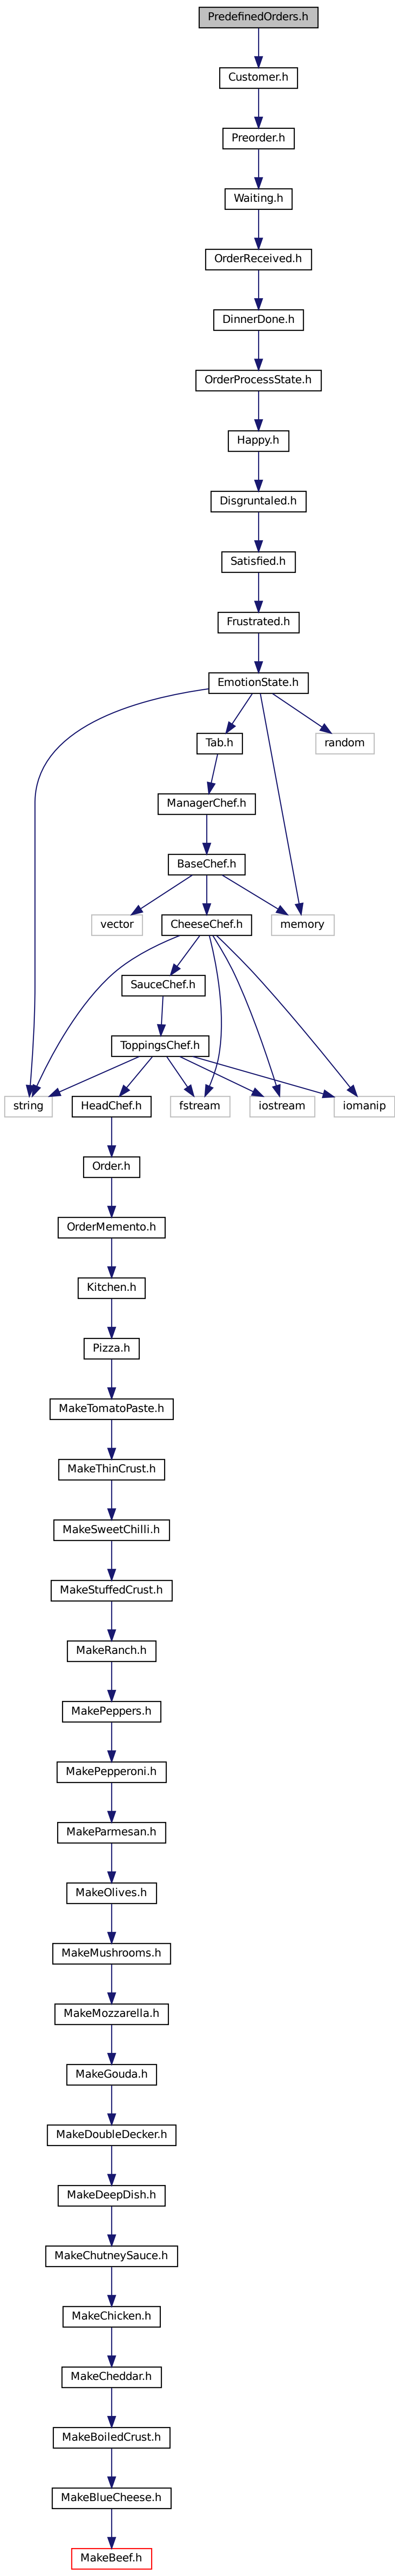 PredefinedOrders.h
Customer.h
Preorder.h
Waiting.h
OrderReceived.h
DinnerDone.h
OrderProcessState.h
Happy.h
Disgruntaled.h
Satisfied.h
Frustrated.h
EmotionState.h
Tab.h
random
ManagerChef.h
BaseChef.h
vector
CheeseChef.h
memory
SauceChef.h
ToppingsChef.h
string
HeadChef.h
fstream
iostream
iomanip
Order.h
OrderMemento.h
Kitchen.h
Pizza.h
MakeTomatoPaste.h
MakeThinCrust.h
MakeSweetChilli.h
MakeStuffedCrust.h
MakeRanch.h
MakePeppers.h
MakePepperoni.h
MakeParmesan.h
MakeOlives.h
MakeMushrooms.h
MakeMozzarella.h
MakeGouda.h
MakeDoubleDecker.h
MakeDeepDish.h
MakeChutneySauce.h
MakeChicken.h
MakeCheddar.h
MakeBoiledCrust.h
MakeBlueCheese.h
MakeBeef.h